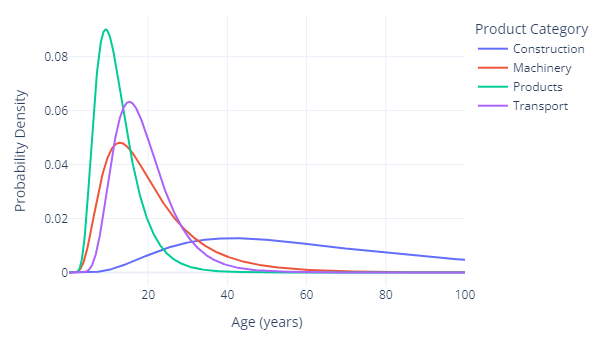 Product Category
Construction
Machinery
Products
Transport
Probability Density
0.08
0.06
0.04
0.02
0
20
40
60
80
100
Age (years)